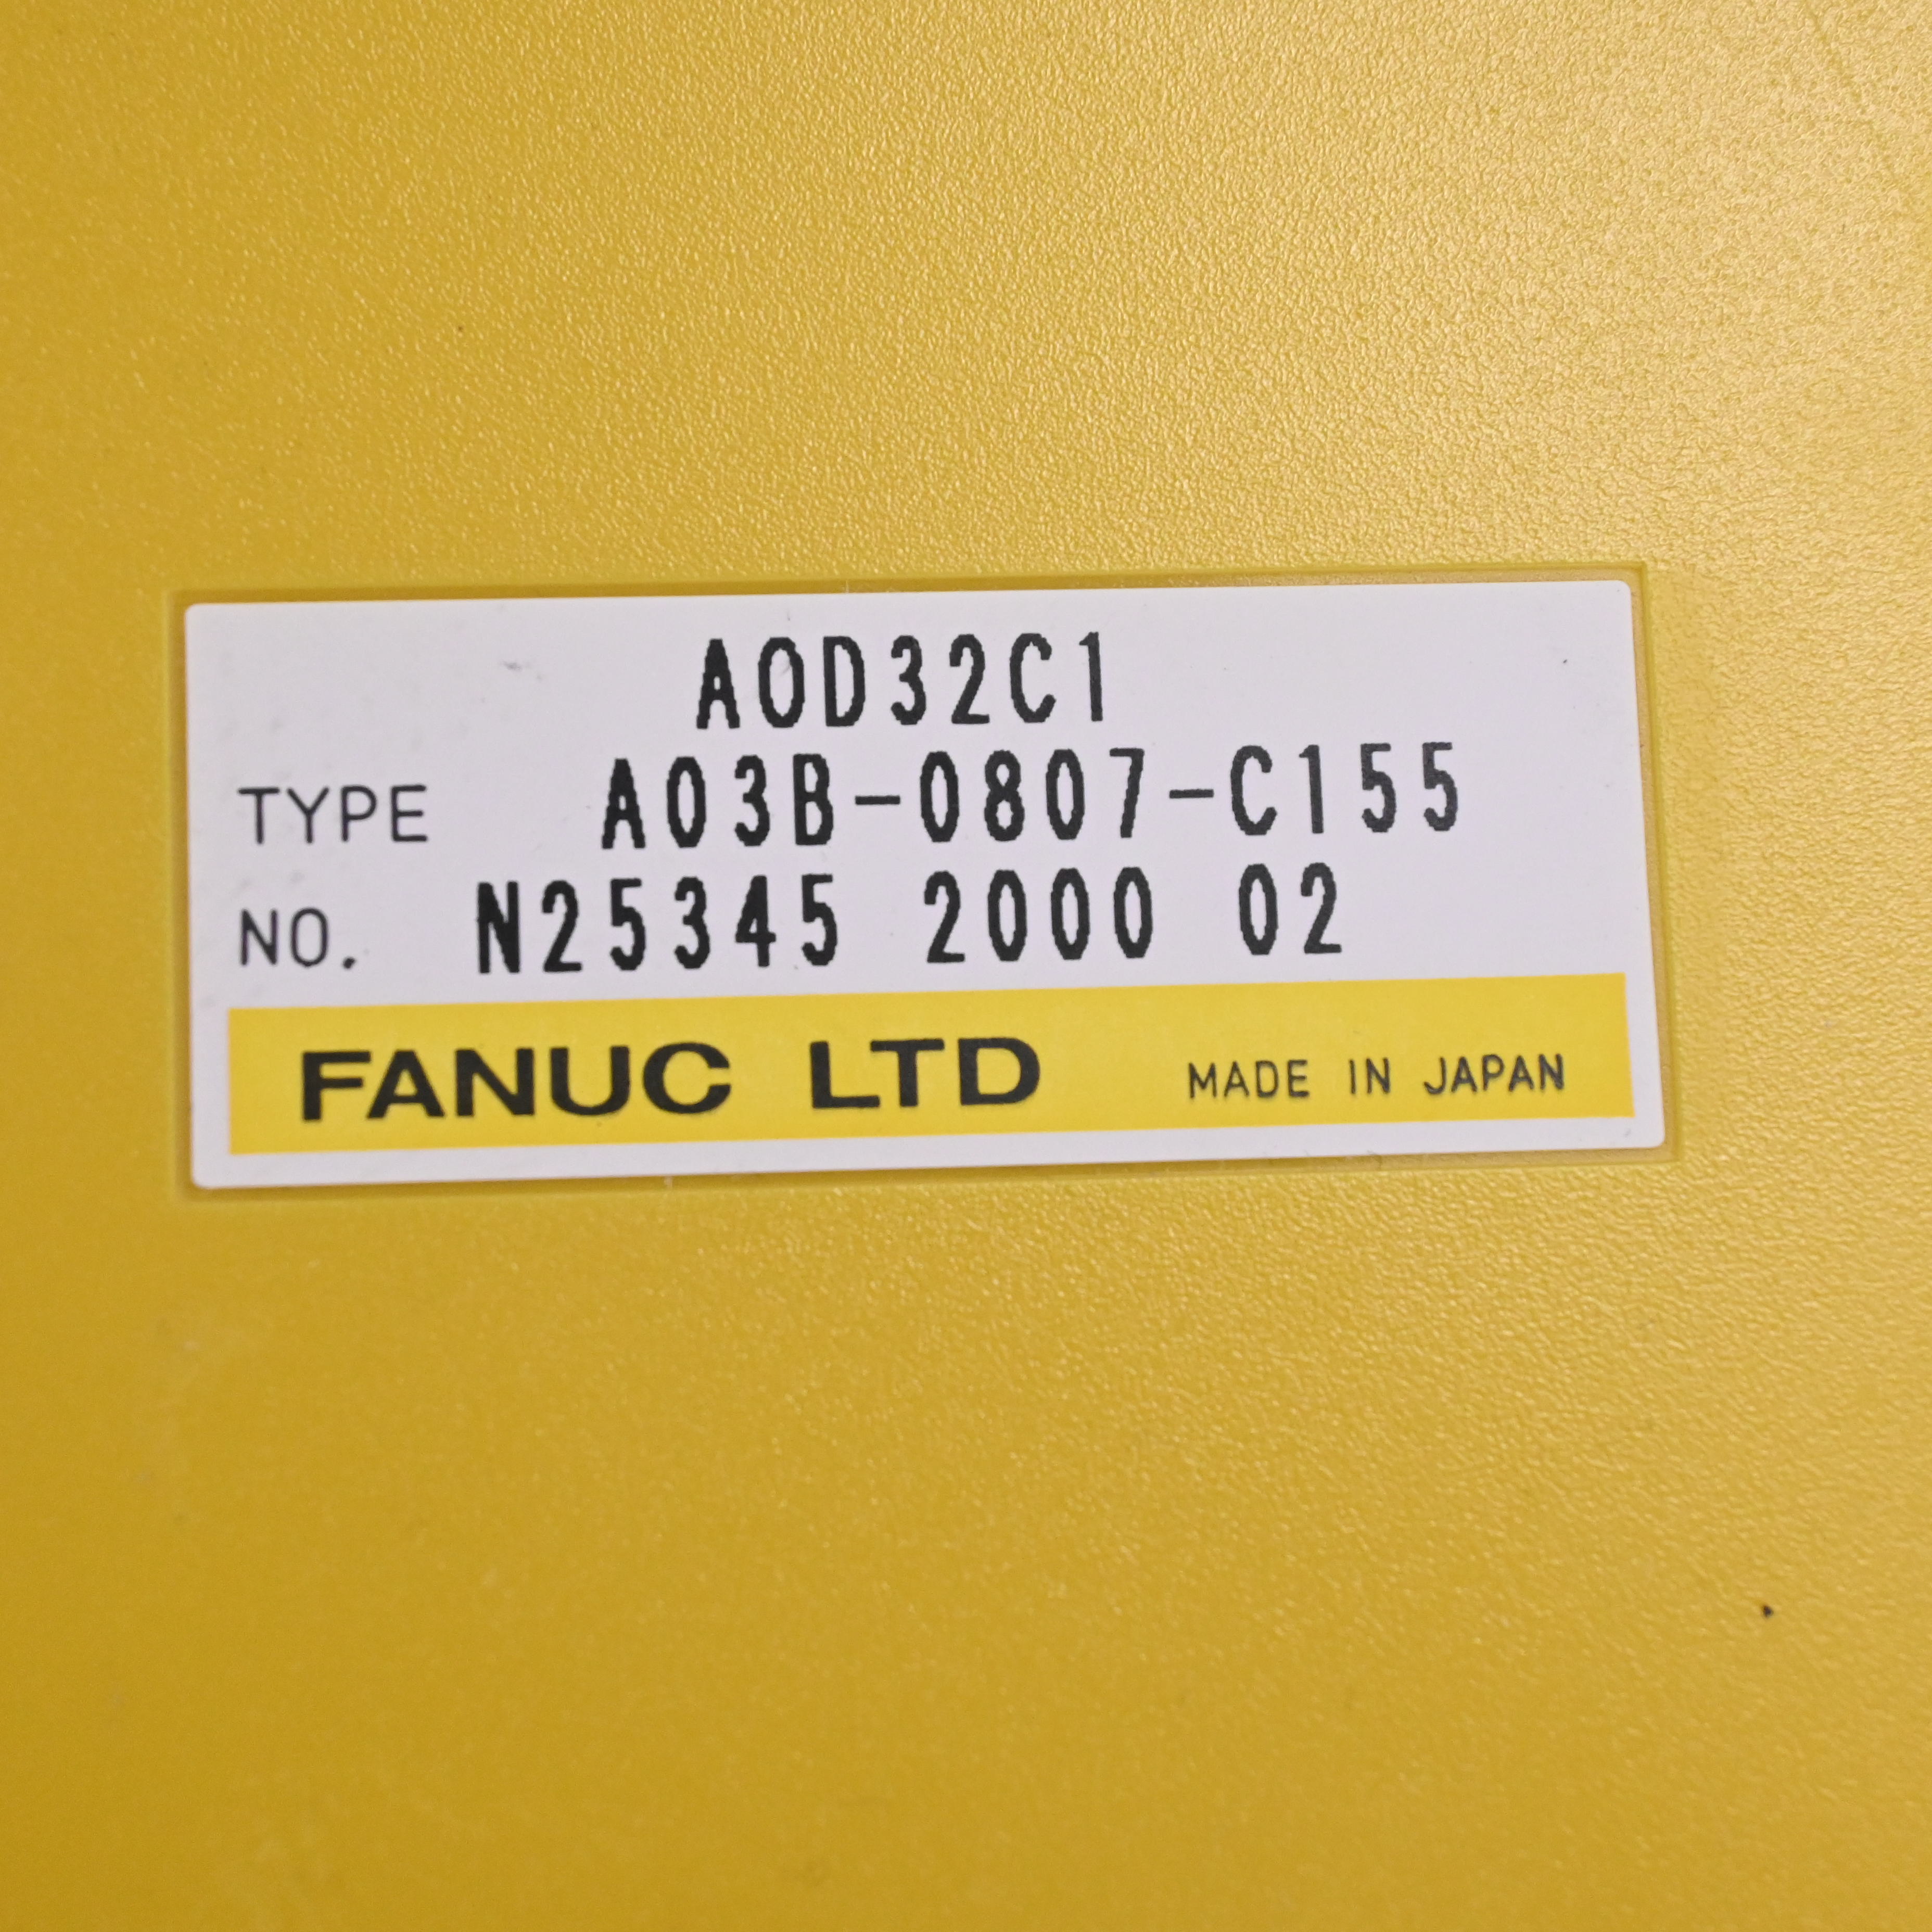 AOD32C1
TYPE A03B-0807-C155
NO. N25345 2000 02
FANUC LTD MADE IN JAPAN